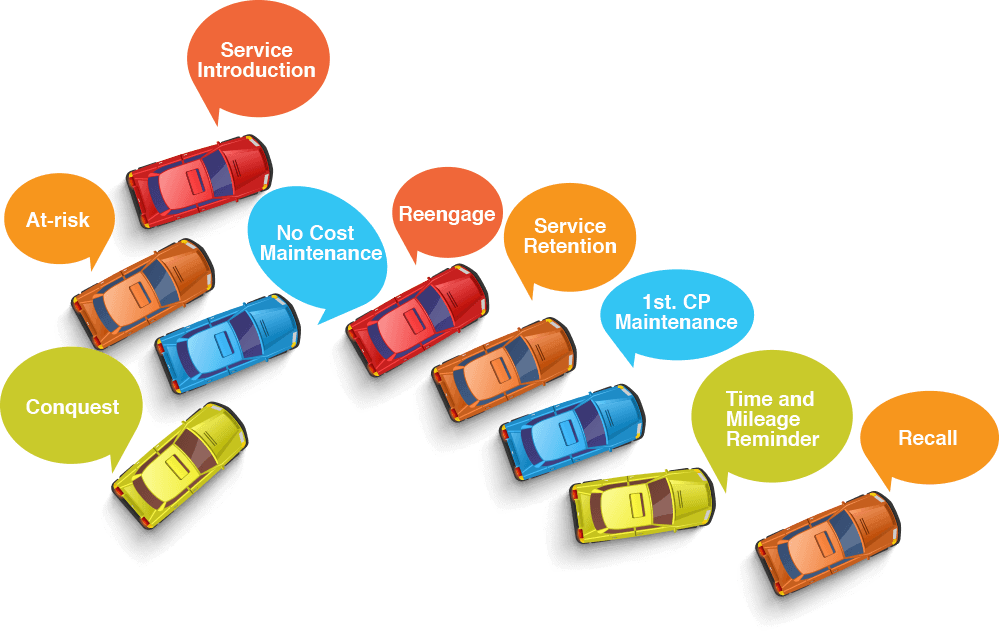 Service
Introduction
At-risk
No Cost
Maintenance
Reengage
Service
Retention
1st. CP
Maintenance
Conquest
Time and
Mileage
Reminder
Recall